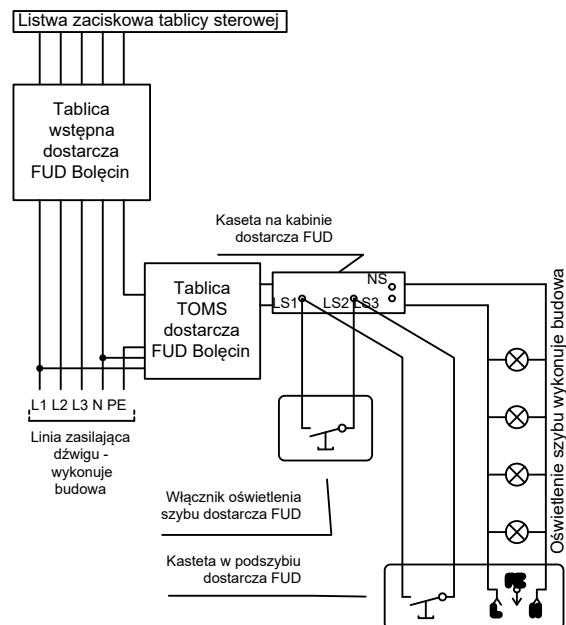 Listwa zaciskowa tablicy sterowej
Tablica
wstępna
dostarcza
FUD Bolęcin
Kaseta na kabinie
dostarcza FUD
Tablica
TOMS
dostarcza
FUD Bolęcin
NS
LS1
LS2
LS3
L1 L2 L3 N PE
Linia zasilająca
dźwigu -
wykonuje
budowa
Włącznik oświetlenia
szybu dostarcza FUD
Kasteta w podszybiu
dostarcza FUD
Oświetlenie szybu wykonuje budowa
PE
L
N